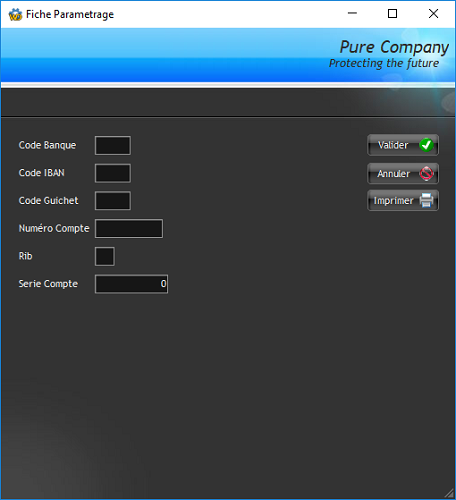 Fiche Parametrage
Pure Company
Protecting the future
Code Banque
Valider
Code IBAN
Annuler
Code Guichet
Imprimer
Numéro Compte
Rib
Serie Compte 0